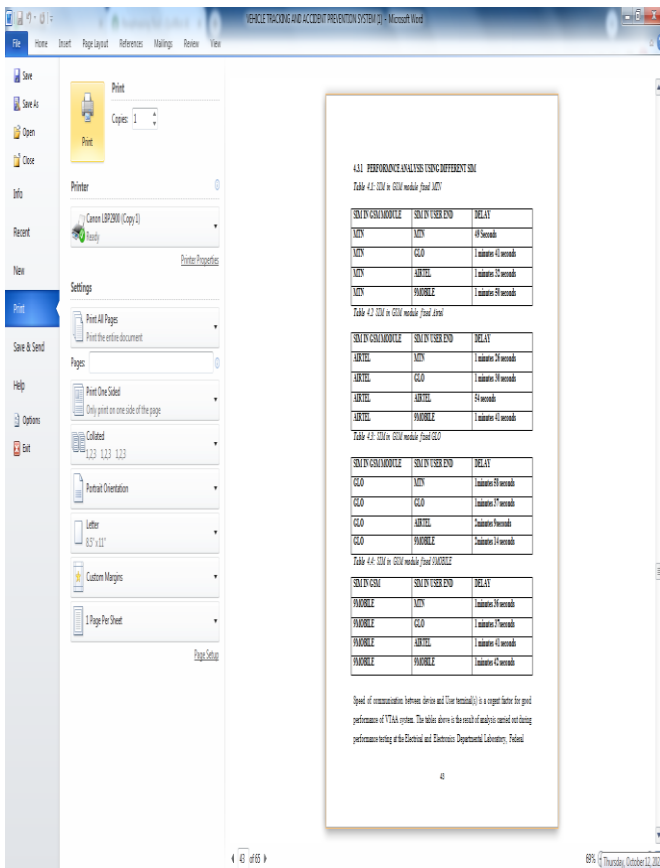 VEHICLE TRACKING AND ACCIDENT PREVENTION SYSTEM (1) - Microsoft Word
File Home Insert Page Layout References Mailings Review View
Save
Save As
Open
Close
Info
Recent
New
Print
Save & Send
Help
Options
Exit
Print
Print
Copies: 1
Printer
Canon LBP2900 (Copy 1)
Ready
Printer Properties
Settings
Print All Pages
Print the entire document
Pages:
Print One Sided
Only print on one side of the page
Collated
1,2,3 1,2,3 1,2,3
Portrait Orientation
Letter
8.5" x 11"
Custom Margins
1 Page Per Sheet
Page Setup
4.3.1 PERFORMNCE ANALYSIS USING DIFFERENT SIM
Table 4.1: SIM in GSM module fixed MTN
SIM IN GSM MODULE SIM IN USER END DELAY
MTN MTN 49 Seconds
MTN GLO 1 minutes 41 seconds
MTN AIRTEL 1 minutes 32 seconds
MTN 9MOBILE 1 minutes 50 seconds
Table 4.2 SIM in GSM module fixed Airtel
SIM IN GSM MODULE SIM IN USER END DELAY
AIRTEL MTN 1 minutes 26 seconds
AIRTEL GLO 1 minutes 30 seconds
AIRTEL AIRTEL 54 seconds
AIRTEL 9MOBILE 1 minutes 41 seconds
Table 4.3: SIM in GSM module fixed GLO
SIM IN GSM MODULE SIM IN USER END DELAY
GLO MTN 1minutes 58 seconds
GLO GLO 1minutes 37 seconds
GLO AIRTEL 2minutes 9seconds
GLO 9MOBILE 2minutes 14 seconds
Table 4.4: SIM in GSM module fixed 9MOBILE
SIM IN GSM SIM IN USER END DELAY
9MOBILE MTN 1minutes 36 seconds
9MOBILE GLO 1 minutes 37seconds
9MOBILE AIRTEL 1 minutes 41 seconds
9MOBILE 9MOBILE 1minutes 42 seconds
Speed of communication between device and User terminal(s) is a cogent factor for good
performance of VTAA system. The tables above is the result of analysis carried out during
performance testing at the Electrical and Electronics Departmental Laboratory, Federal
43
43 of 65
69%
Thursday, October 12,